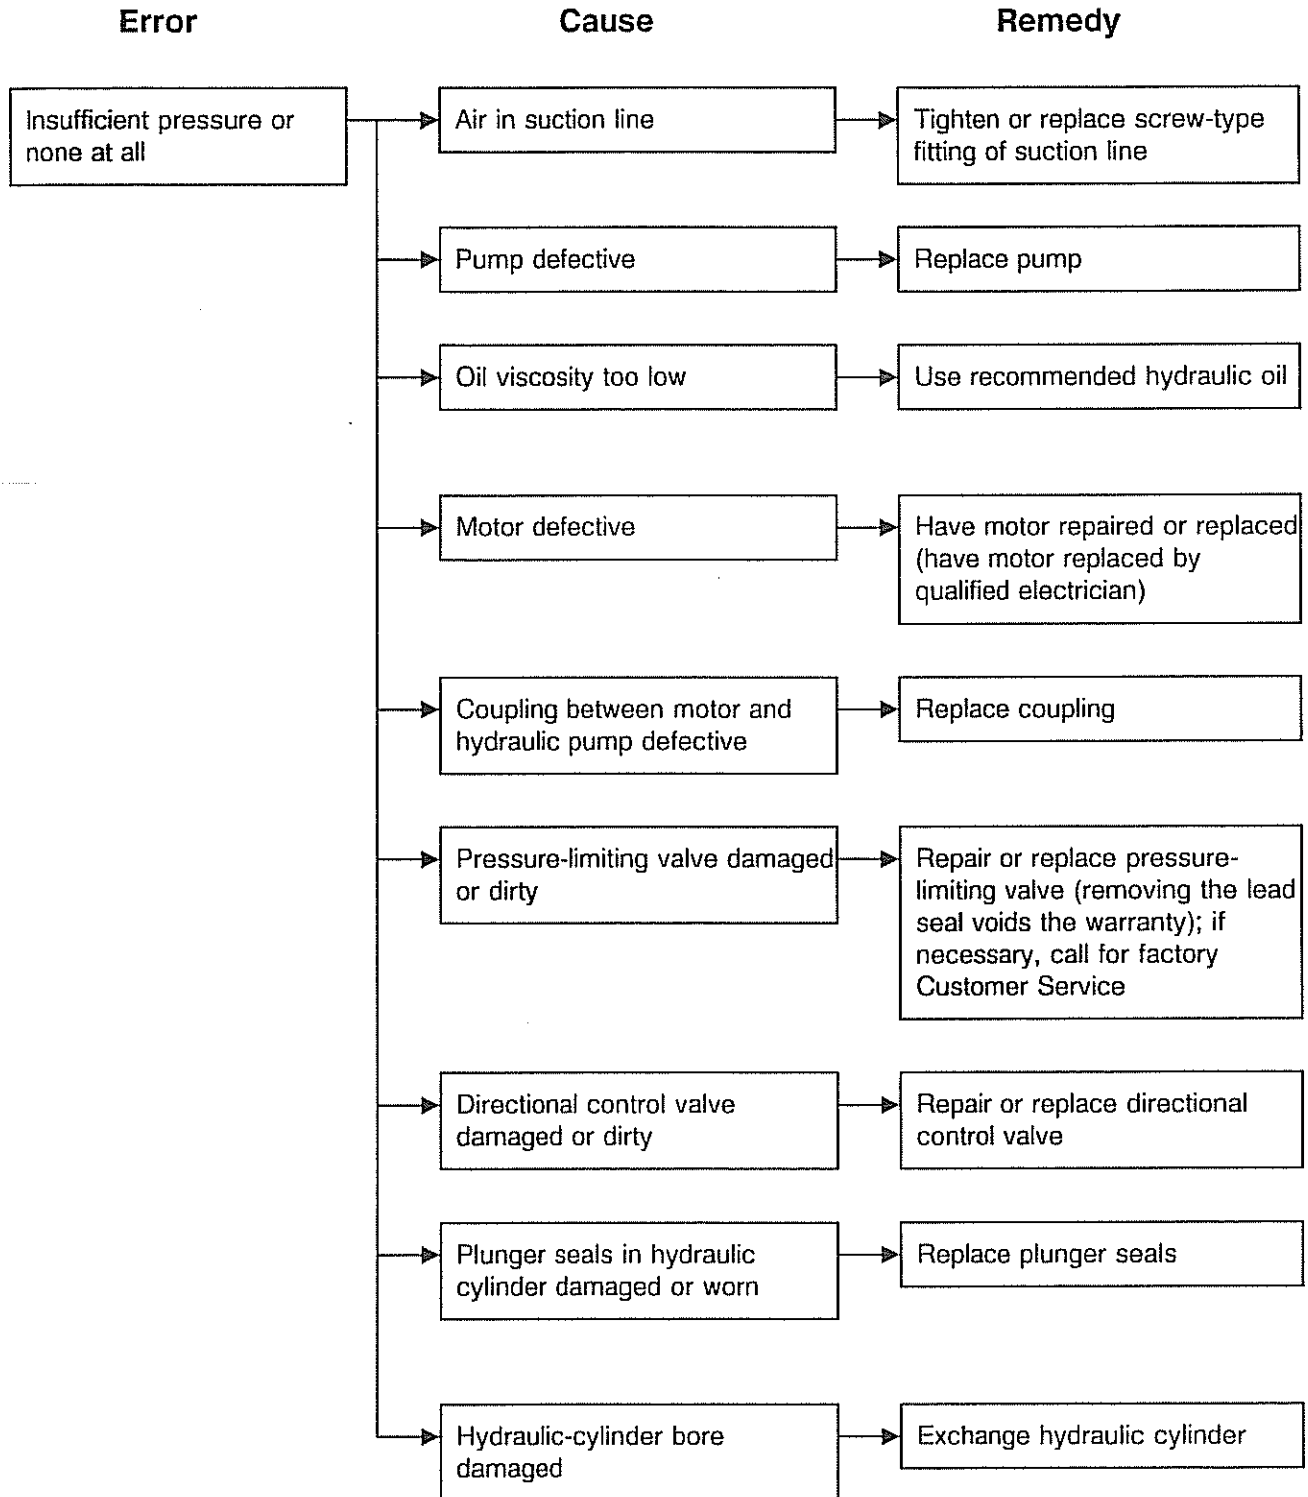 Error
Cause
Remedy
Insufficient pressure or
none at all
Air in suction line
Tighten or replace screw-type
fitting of suction line
Pump defective
Replace pump
Oil viscosity too low
Use recommended hydraulic oil
Motor defective
Have motor repaired or replaced
(have motor replaced by
qualified electrician)
Coupling between motor and
hydraulic pump defective
Replace coupling
Pressure-limiting valve damaged
or dirty
Repair or replace pressure-
limiting valve (removing the lead
seal voids the warranty); if
necessary, call for factory
Customer Service
Directional control valve
damaged or dirty
Repair or replace directional
control valve
Plunger seals in hydraulic
cylinder damaged or worn
Replace plunger seals
Hydraulic-cylinder bore
damaged
Exchange hydraulic cylinder